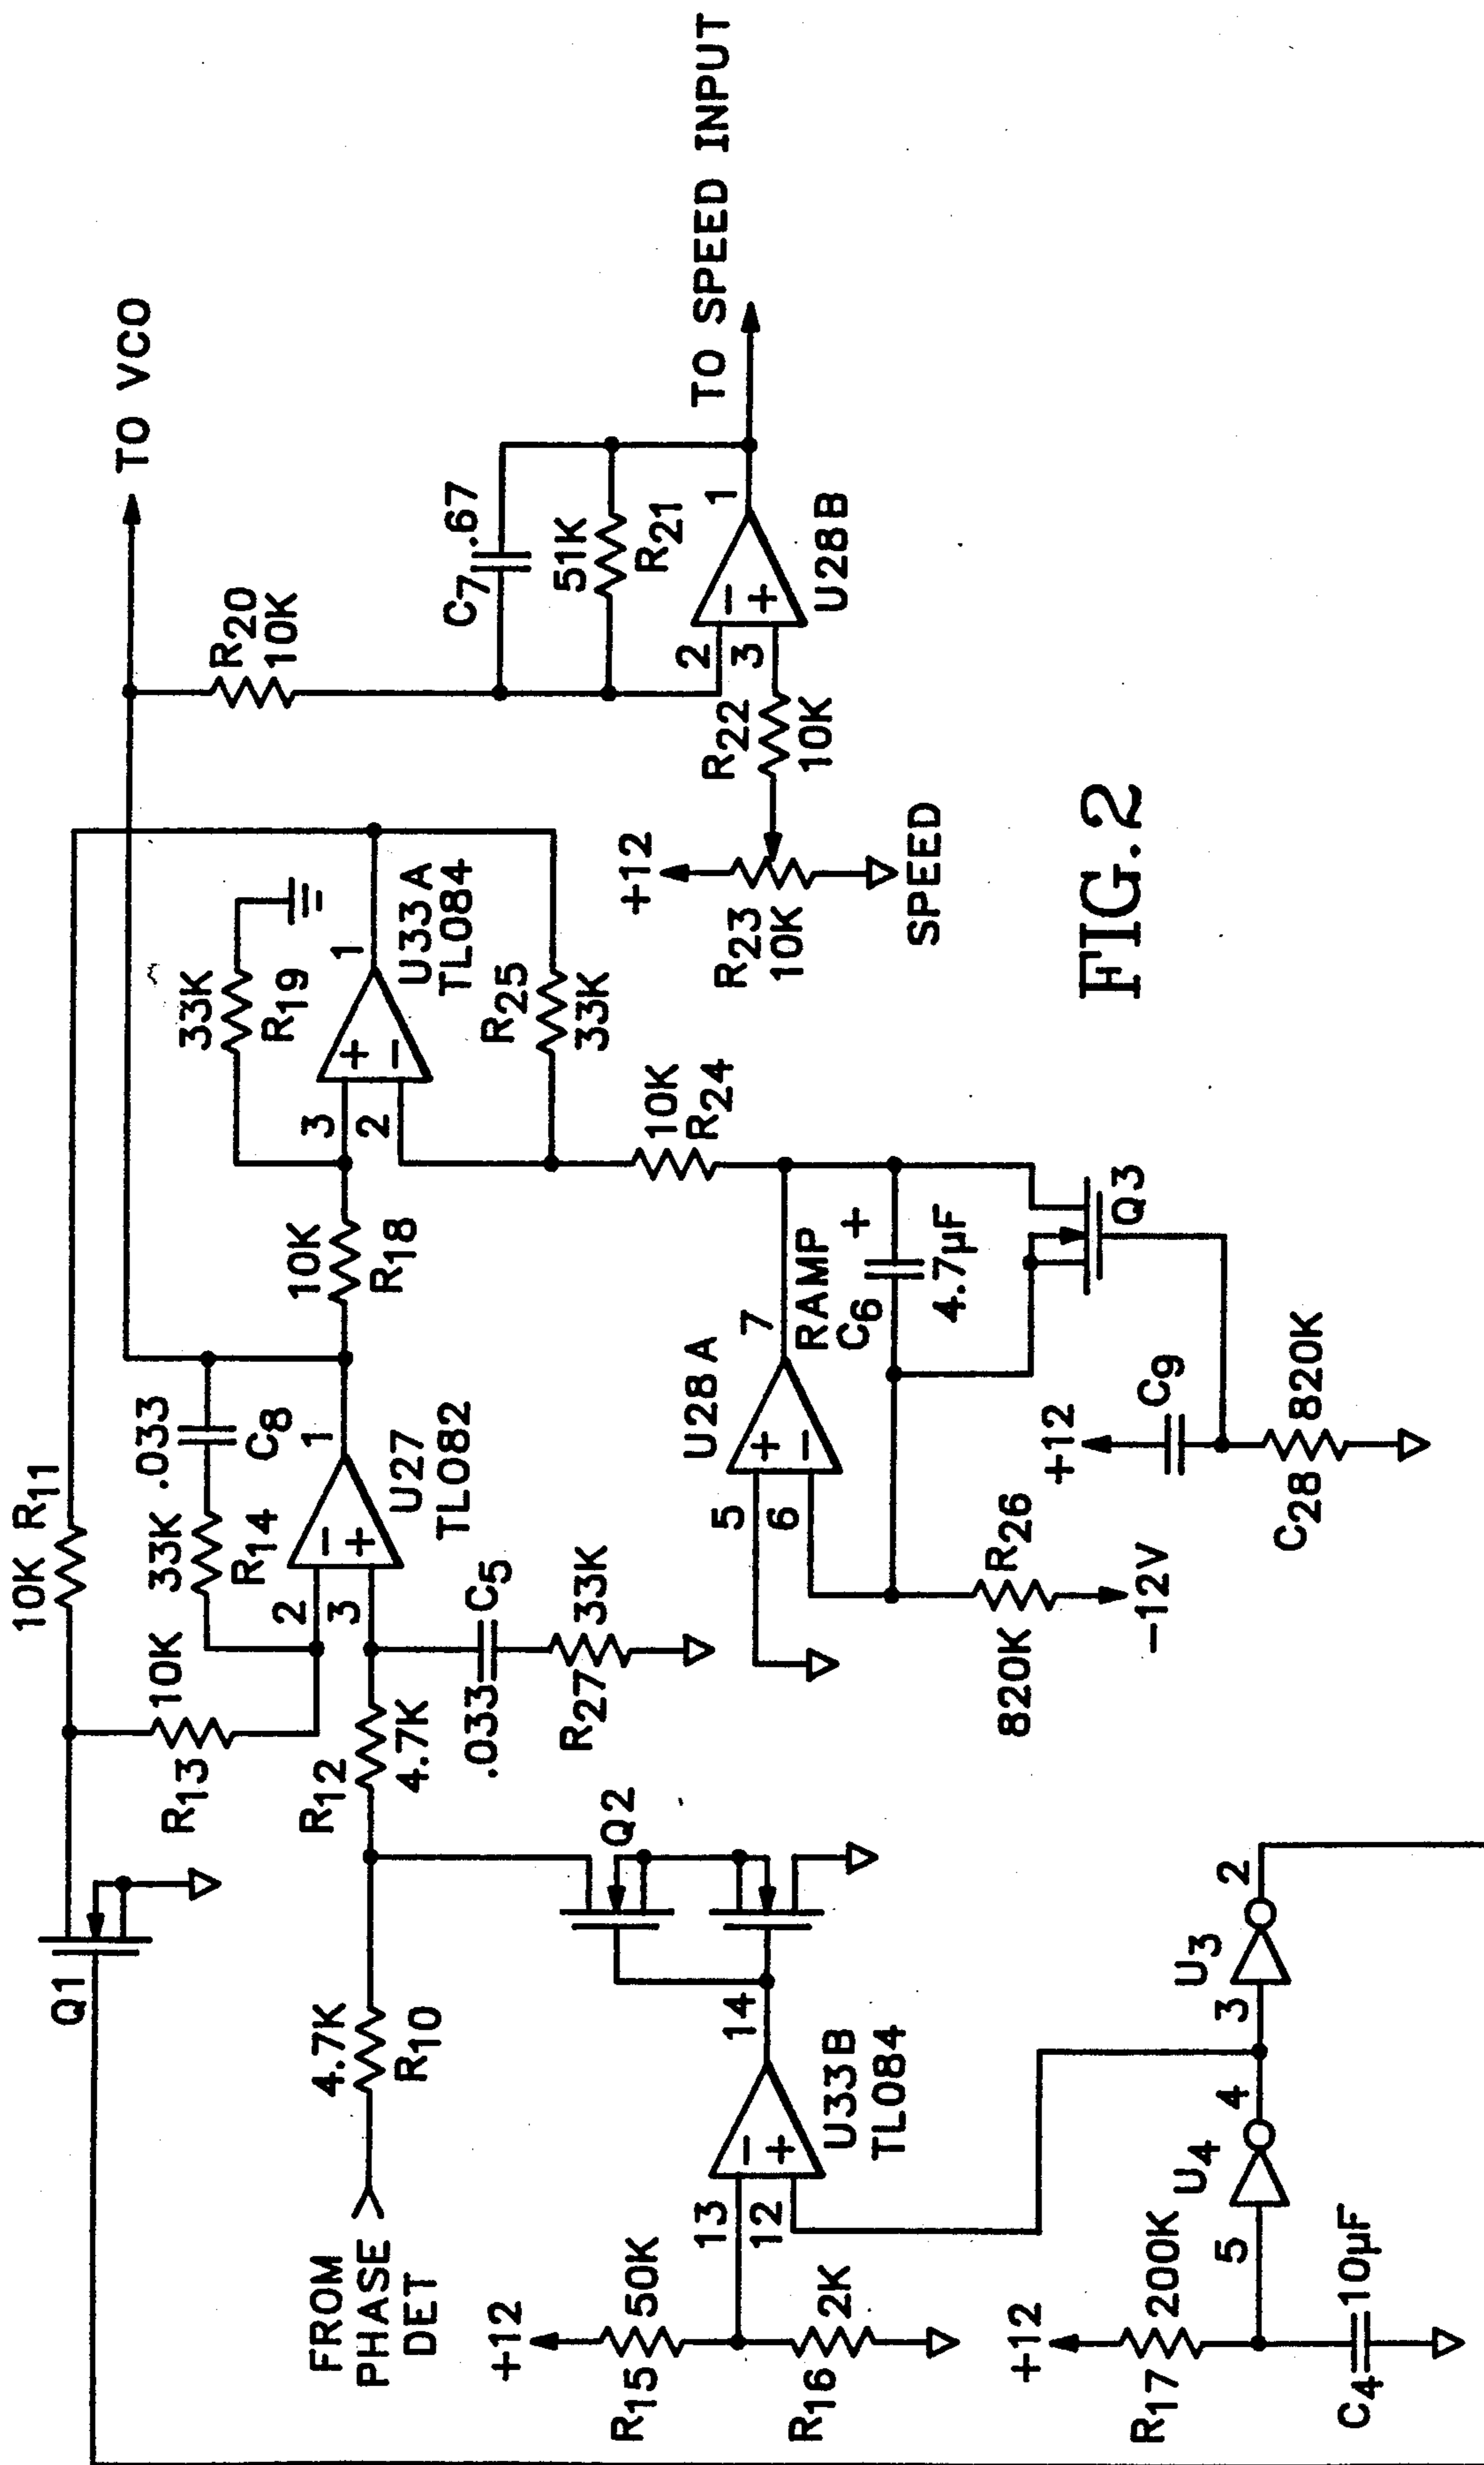 TO VCO
TO SPEED INPUT
10K R11
Q1
10K
R13
33K
R14
.033
C8
2
3
1
U27
TL082
10K
R18
33K
R19
3
2
1
U33A
TL084
R25
33K
R20
10K
C7
.67
51K
R21
2
3
1
U28B
R22
10K
+12
R23
10K
SPEED
FROM
PHASE
DET
4.7K
R10
R12
4.7K
.033
C5
R27
33K
Q2
10K
R24
U28A
5
6
7
RAMP
C6
+
4.7µF
Q3
820K
R26
-12V
+12
C9
C28
820K
+12
R15
50K
R16
2K
13
12
14
U33B
TL084
+12
R17
200K
C4
10µF
5
U4
4
3
U3
2
FIG.2